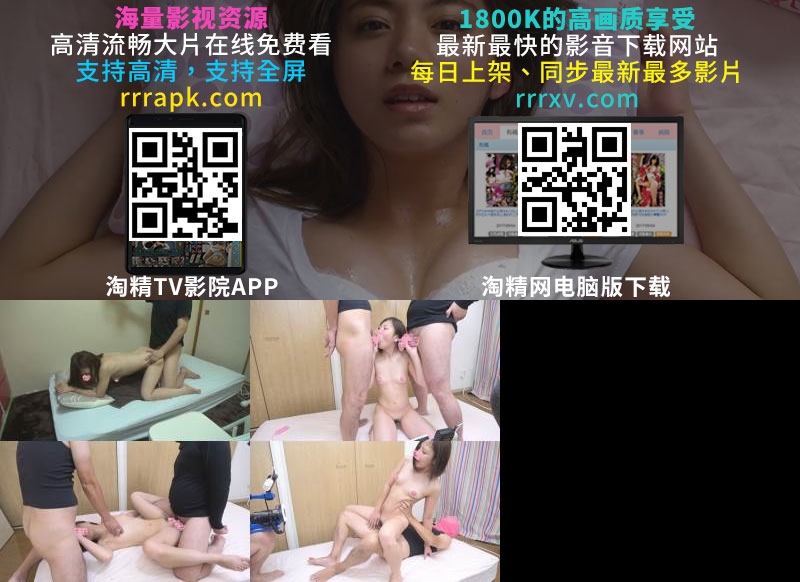 海量影视资源
高清流畅大片在线免费看
支持高清，支持全屏
rrrapk.com
淘精TV影院APP
1800K的高画质享受
最新最快的影音下载网站
每日上架、同步最新最多影片
rrrxv.com
淘精网电脑版下载